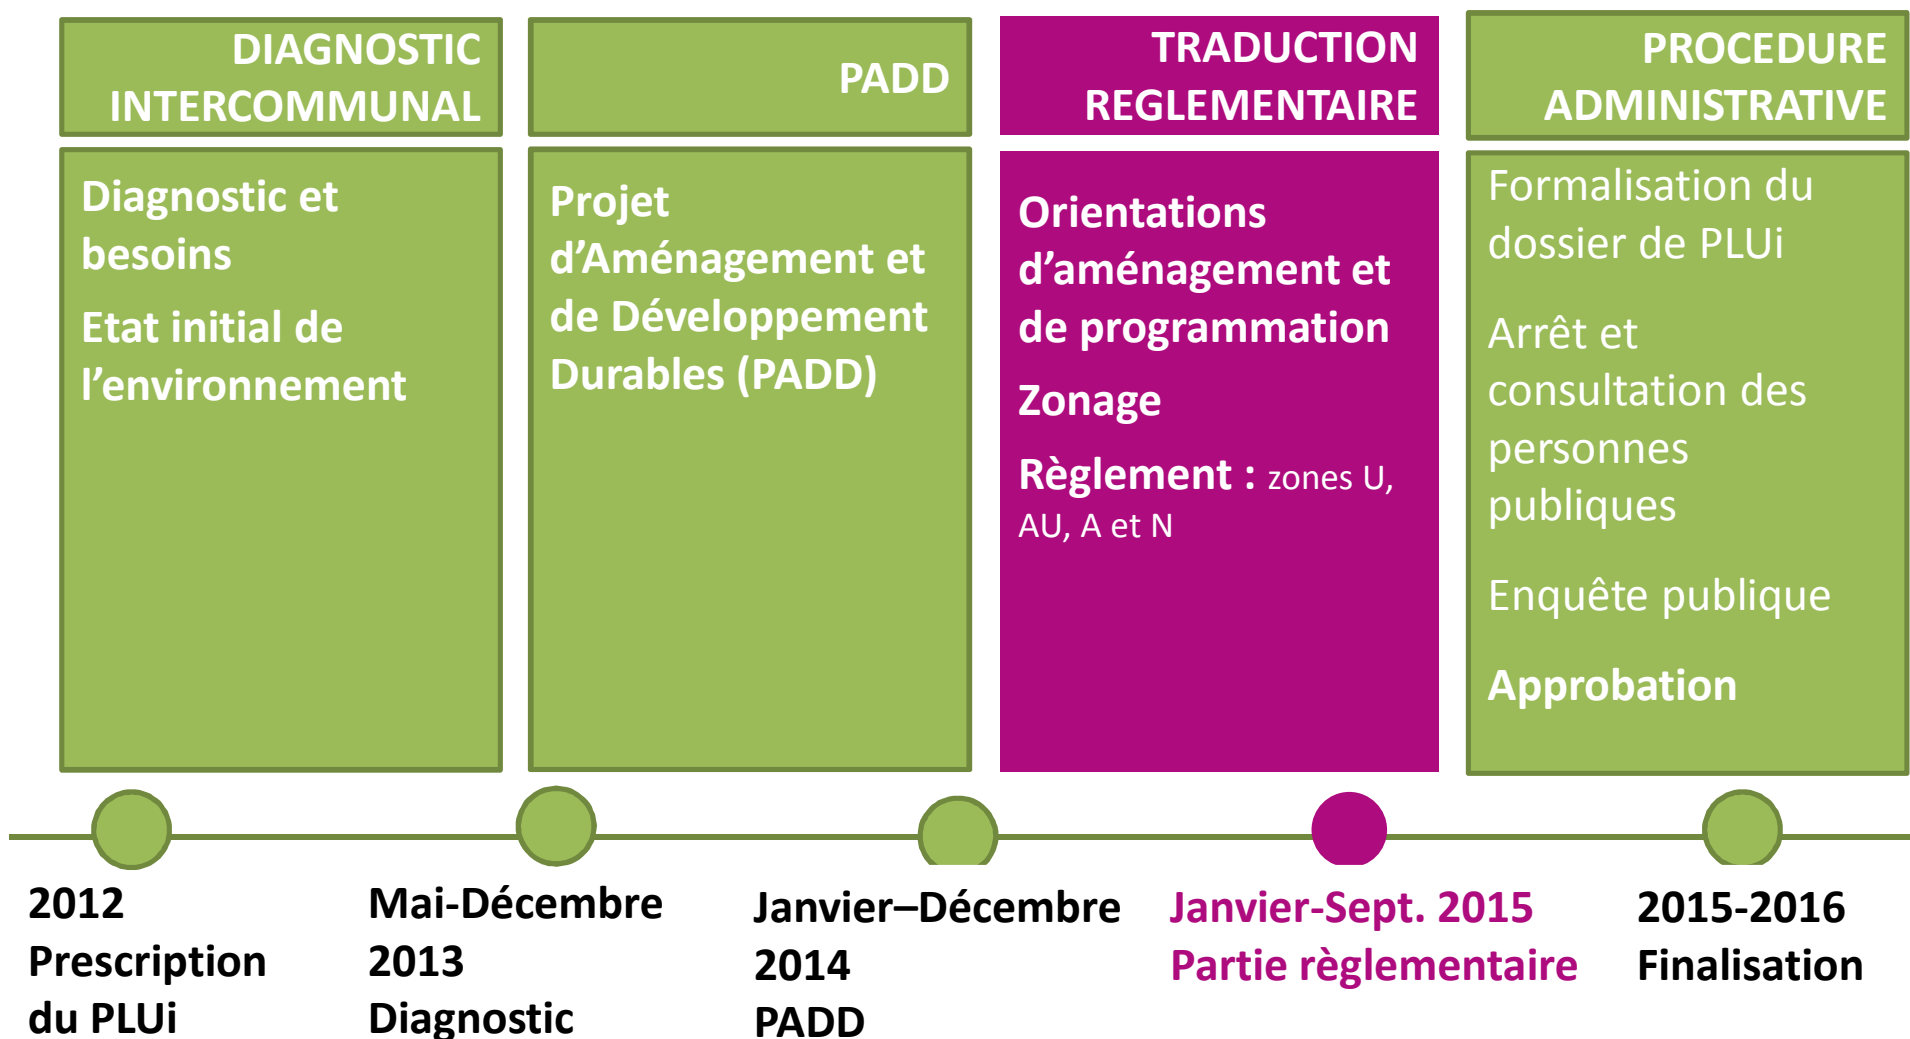 DIAGNOSTIC
INTERCOMMUNAL
Diagnostic et
besoins
Etat initial de
l’environnement
PADD
Projet
d’Aménagement et
de Développement
Durables (PADD)
TRADUCTION
REGLEMENTAIRE
Orientations
d’aménagement et
de programmation
Zonage
Règlement : zones U,
AU, A et N
PROCEDURE
ADMINISTRATIVE
Formalisation du
dossier de PLUi
Arrêt et
consultation des
personnes
publiques
Enquête publique
Approbation
2012
Prescription
du PLUi
Mai-Décembre
2013
Diagnostic
Janvier–Décembre
2014
PADD
Janvier-Sept. 2015
Partie règlementaire
2015-2016
Finalisation